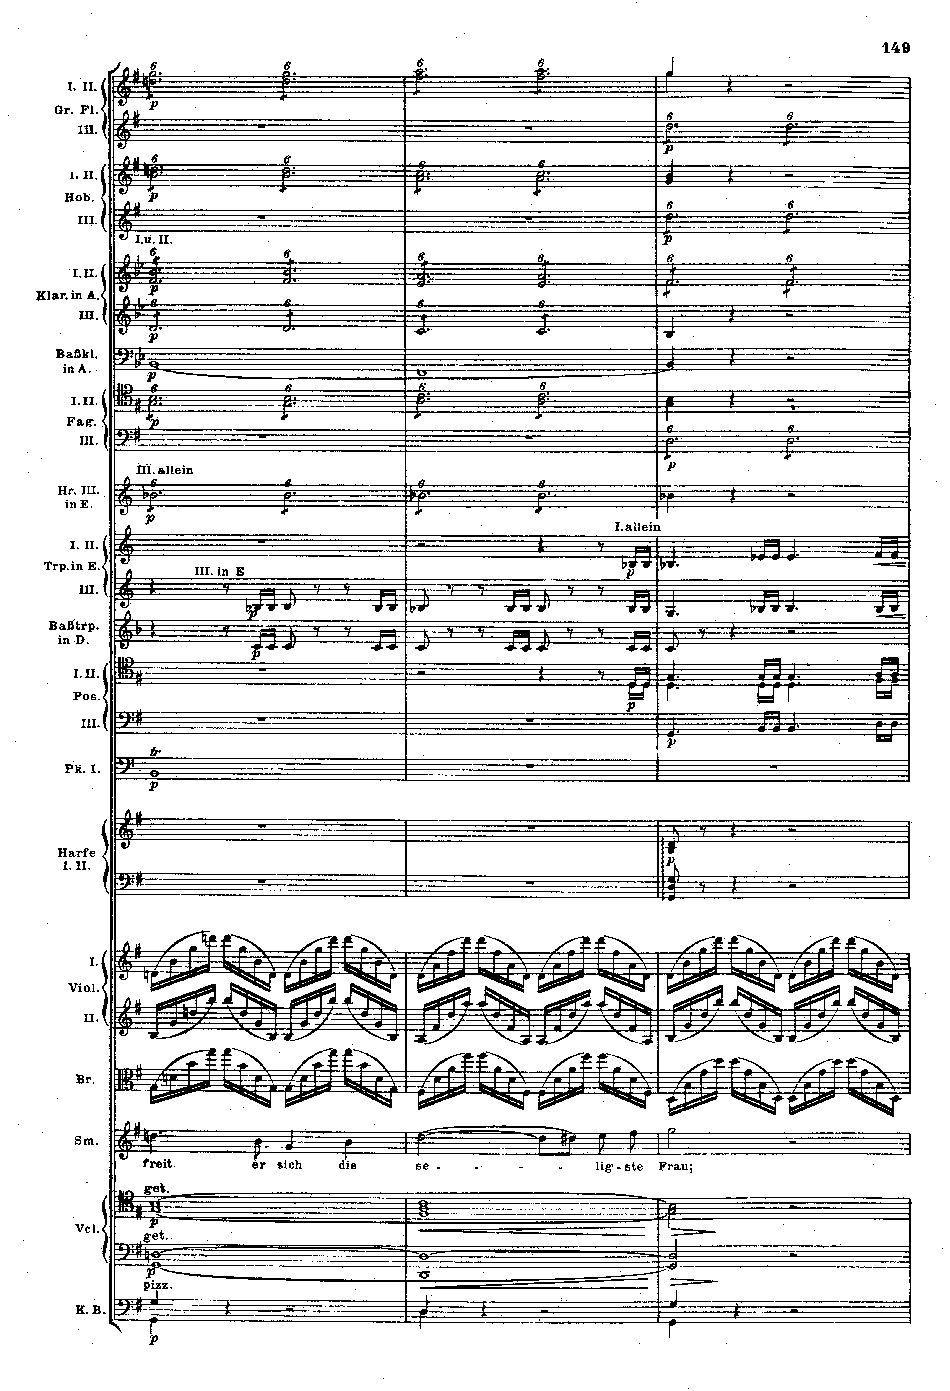 149
I. II.
Gr. Fl.
III.
I. II.
Hob.
III.
I.u. II.
I. II.
Klar. in A.
III.
Baßkl.
in A.
I. II.
Fag.
III.
III. allein
Hr. III.
in E.
I. allein
I. II.
Trp. in E.
III. in E
III.
Baßtrp.
in D.
I. II.
Pos.
III.
Pk. I.
Harfe
I. II.
I.
Viol.
II.
Br.
Sm.
freit er sich die se - - - - lig - ste Frau;
get.
Vcl.
get.
pizz.
K. B.